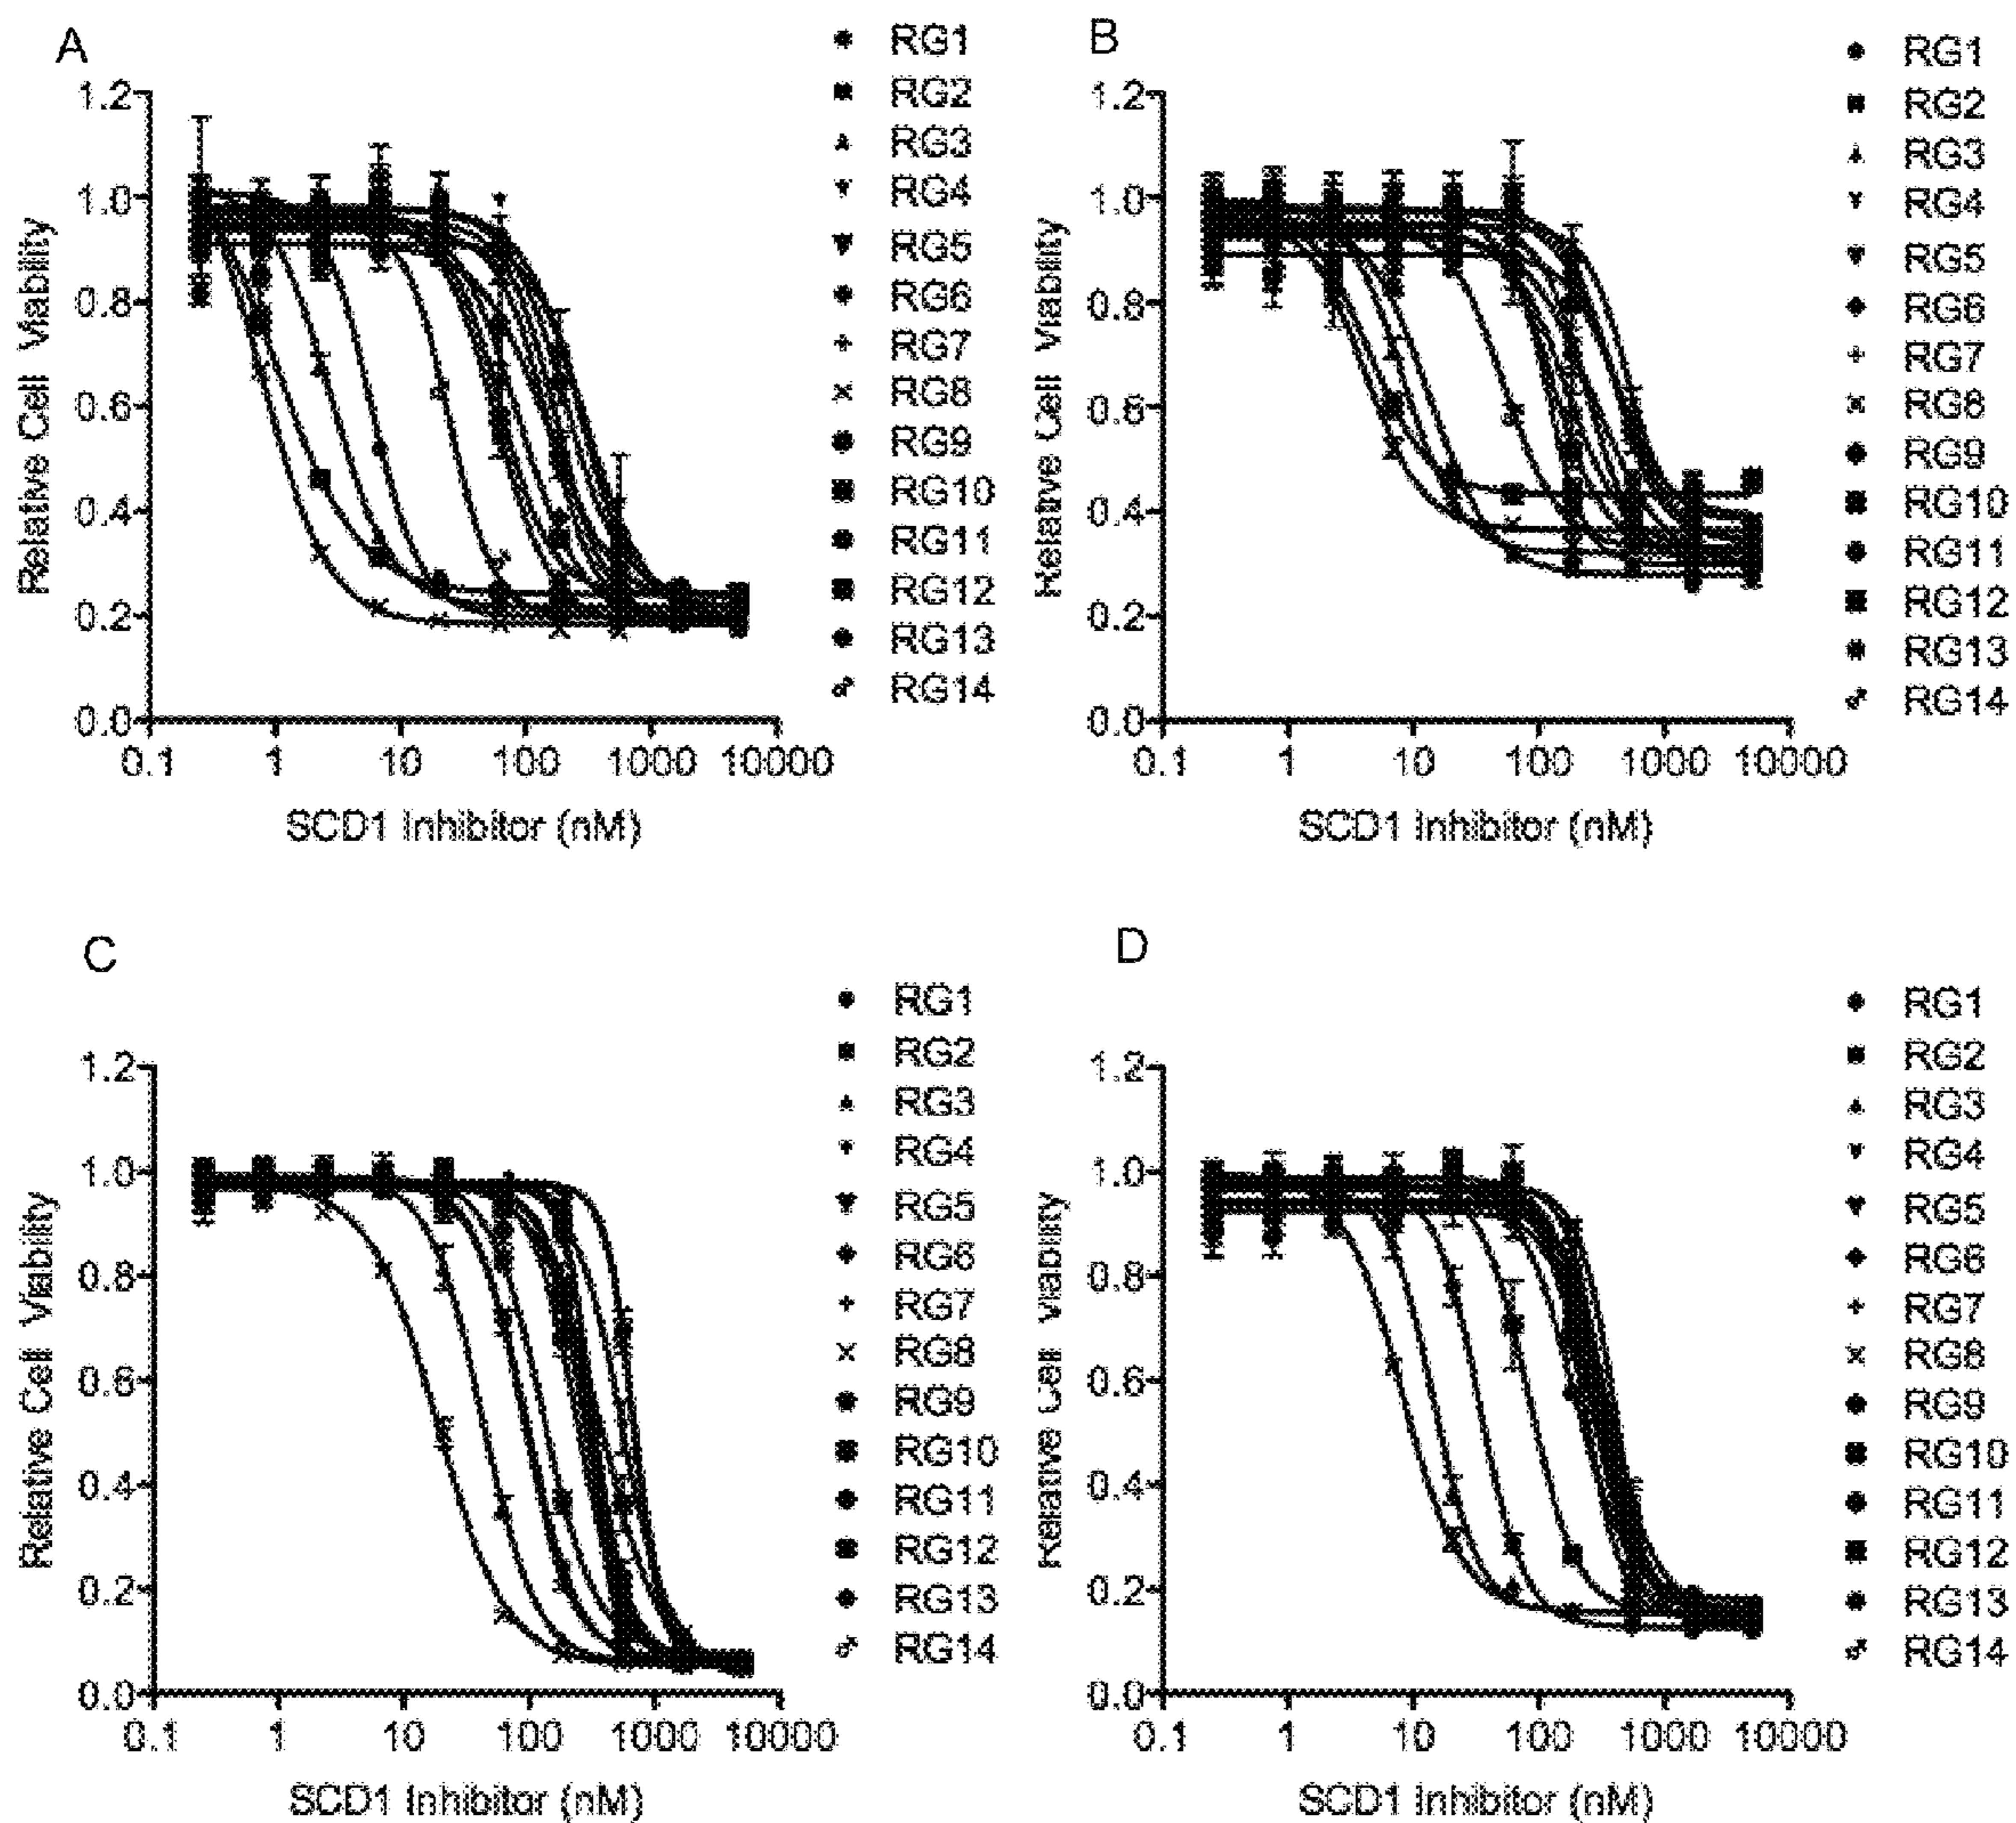 A
1.2
1.0
0.8
0.6
0.4
0.2
0.0
Relative Cell Viability
0.1 1 10 100 1000 10000
SCD1 Inhibitor (nM)
RG1
RG2
RG3
RG4
RG5
RG6
RG7
RG8
RG9
RG10
RG11
RG12
RG13
RG14
B
1.2
1.0
0.8
0.6
0.4
0.2
0.0
Relative Cell Viability
0.1 1 10 100 1000 10000
SCD1 Inhibitor (nM)
RG1
RG2
RG3
RG4
RG5
RG6
RG7
RG8
RG9
RG10
RG11
RG12
RG13
RG14
C
1.2
1.0
0.8
0.6
0.4
0.2
0.0
Relative Cell Viability
0.1 1 10 100 1000 10000
SCD1 Inhibitor (nM)
RG1
RG2
RG3
RG4
RG5
RG6
RG7
RG8
RG9
RG10
RG11
RG12
RG13
RG14
D
1.2
1.0
0.8
0.6
0.4
0.2
0.0
Relative Cell Viability
0.1 1 10 100 1000 10000
SCD1 Inhibitor (nM)
RG1
RG2
RG3
RG4
RG5
RG6
RG7
RG8
RG9
RG10
RG11
RG12
RG13
RG14